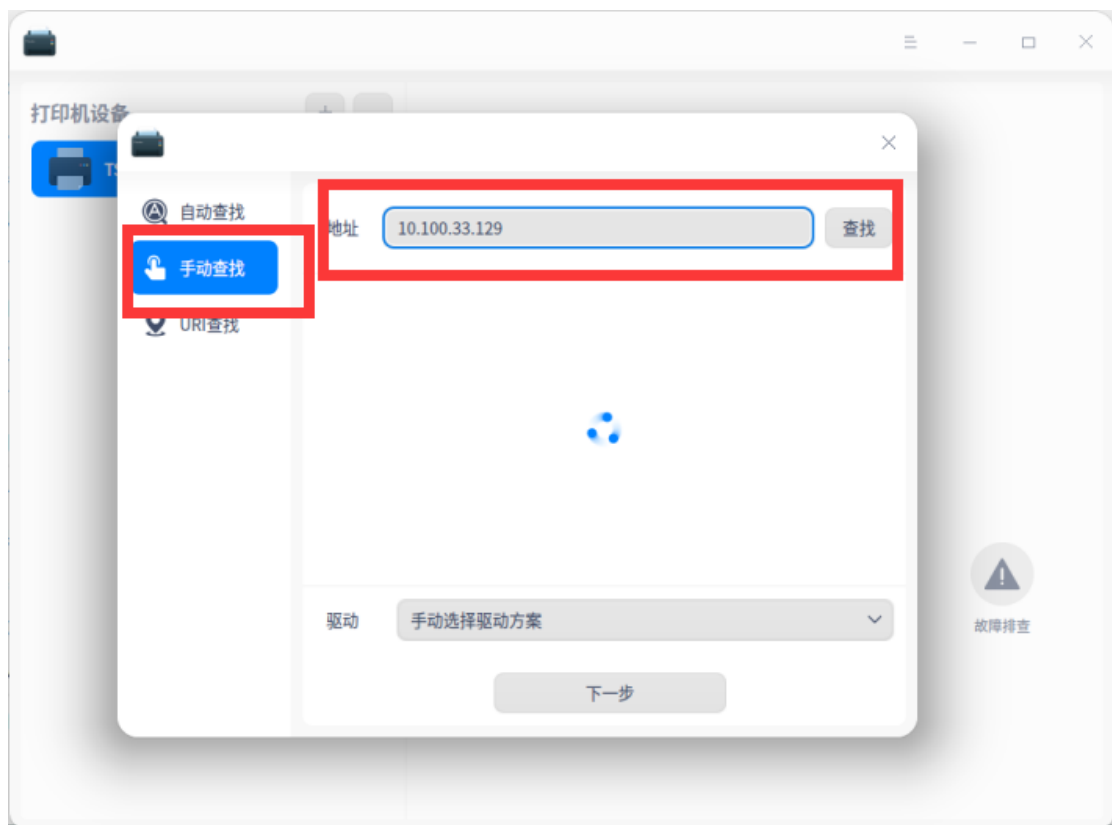 打印机设备
自动查找
手动查找
URI查找
地址
10.100.33.129
查找
驱动
手动选择驱动方案
下一步
故障排查